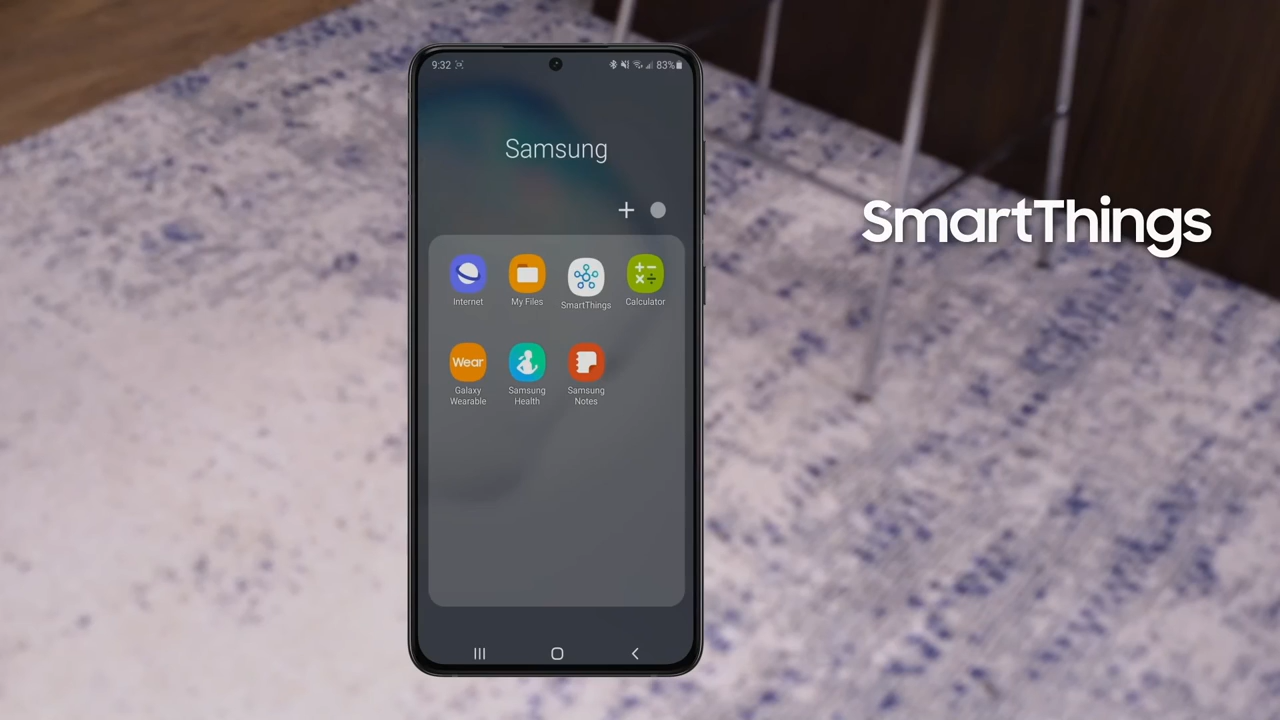 9:32
83%
Samsung
SmartThings
Internet
My Files
SmartThings
Calculator
Wear
Galaxy
Wearable
Samsung
Health
Samsung
Notes